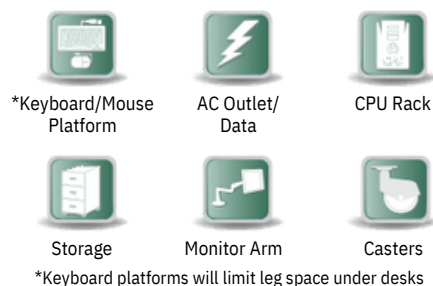 *Keyboard/Mouse
Platform
AC Outlet/
Data
CPU Rack
Storage
Monitor Arm
Casters
*Keyboard platforms will limit leg space under desks